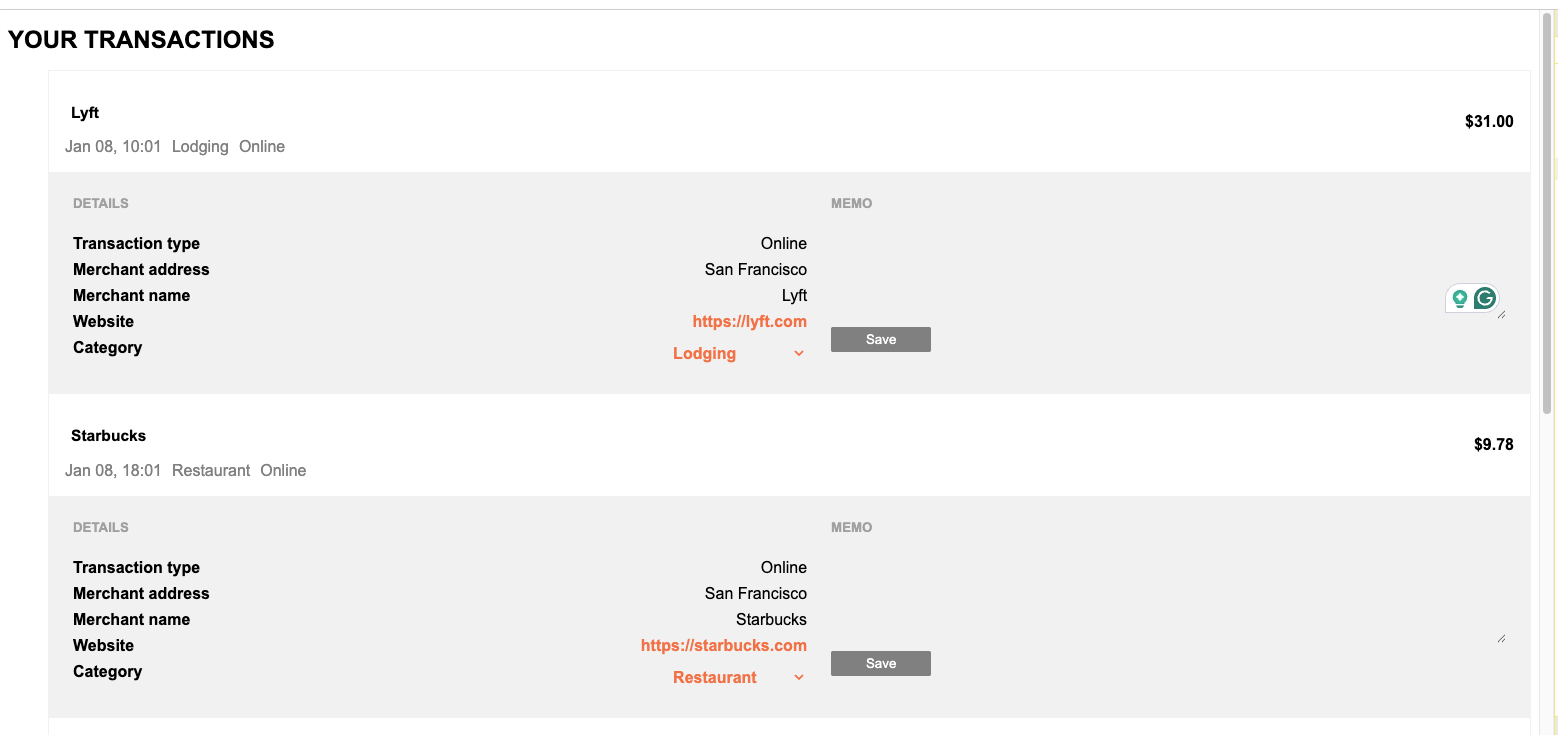 YOUR TRANSACTIONS
Lyft
$31.00
Jan 08, 10:01 Lodging Online
DETAILS
MEMO
Transaction type Online
Merchant address San Francisco
Merchant name Lyft
Website https://lyft.com
Category Lodging
Save
Starbucks
$9.78
Jan 08, 18:01 Restaurant Online
DETAILS
MEMO
Transaction type Online
Merchant address San Francisco
Merchant name Starbucks
Website https://starbucks.com
Category Restaurant
Save